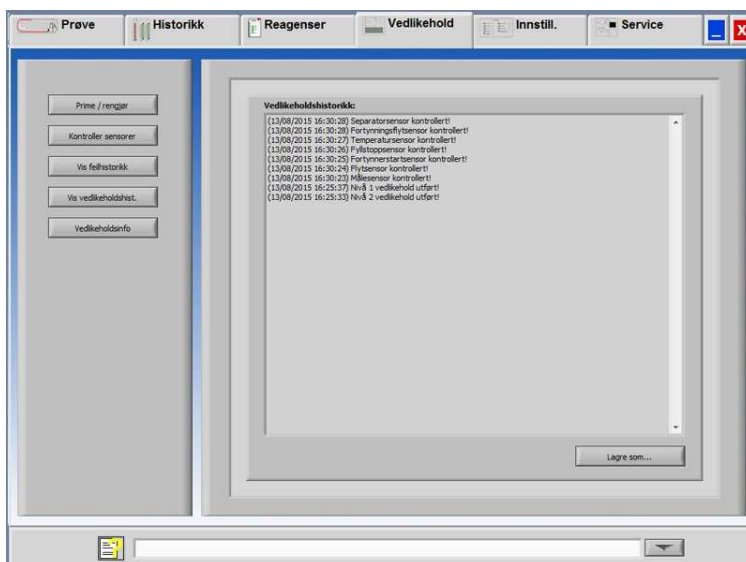 Prøve
Historikk
Reagenser
Vedlikehold
Innstill.
Service
Prime / rengjør
Kontroller sensorer
Vis feilhistorikk
Vis vedlikeholdshist.
Vedlikeholdsinfo
Vedlikeholdshistorikk:
(13/08/2015 16:30:28) Separatorsensor kontrollert!
(13/08/2015 16:30:28) Fortynningsflytsensor kontrollert!
(13/08/2015 16:30:27) Temperatursensor kontrollert!
(13/08/2015 16:30:26) Fyllstoppsensor kontrollert!
(13/08/2015 16:30:25) Fortynnerstartsensor kontrollert!
(13/08/2015 16:30:24) Flytsensor kontrollert!
(13/08/2015 16:30:23) Målesensor kontrollert!
(13/08/2015 16:25:37) Nivå 1 vedlikehold utført!
(13/08/2015 16:25:33) Nivå 2 vedlikehold utført!
Lagre som...